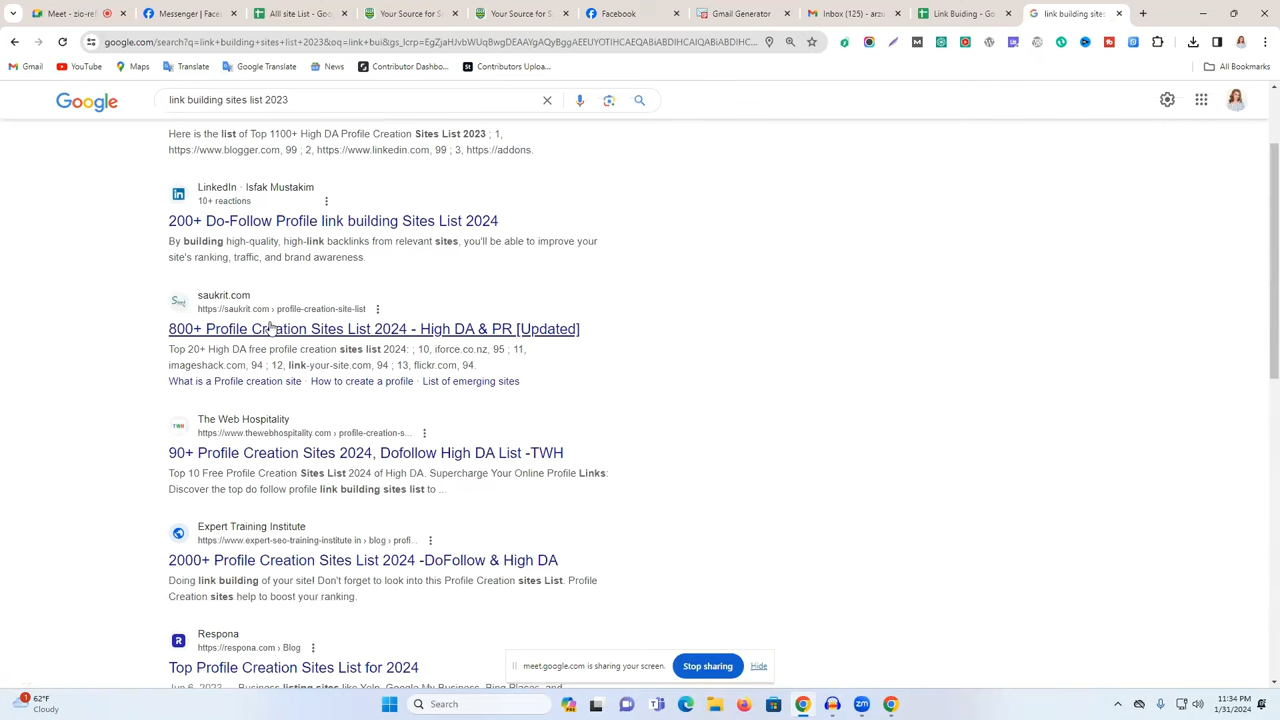 Meet -
link building
Facebook
All Link Build
Your Source for
Your Source for
Facebook
Gmail Generator
Inbox (125) - arzu
Link Buidling - Go
link building sites
google.com/search?q=link+building+sites+list+2023&oq=link+bui&gs_lcrp=
Gmail
YouTube
Maps
Translate
Google Translate
News
Contributor Dashbo...
Contributors Uploa...
All Bookmarks
Google
link building sites list 2023
Here is the list of Top 1100+ High DA Profile Creation Sites List 2023 ; 1,
https://www.blogger.com, 99 ; 2, https://www.linkedin.com, 99 ; 3, https://addons.
LinkedIn · Isfak Mustakim
10+ reactions
200+ Do-Follow Profile link building Sites List 2024
By building high-quality, high-link backlinks from relevant sites, you'll be able to improve your
site's ranking, traffic, and brand awareness.
saukrit.com
https://saukrit.com › profile-creation-site-list
800+ Profile Creation Sites List 2024 - High DA & PR [Updated]
Top 20+ High DA free profile creation sites list 2024: ; 10, iforce.co.nz, 95 ; 11,
imageshack.com, 94 ; 12, link-your-site.com, 94 ; 13, flickr.com, 94.
What is a Profile creation site · How to create a profile · List of emerging sites
TWH
The Web Hospitality
https://www.thewebhospitality.com › profile-creation-s...
90+ Profile Creation Sites 2024, Dofollow High DA List -TWH
Top 10 Free Profile Creation Sites List 2024 of High DA. Supercharge Your Online Profile Links:
Discover the top do follow profile link building sites list to ...
Expert Training Institute
https://www.expert-seo-training-institute in › blog › profi...
2000+ Profile Creation Sites List 2024 -DoFollow & High DA
Doing link building of your site! Don't forget to look into this Profile Creation sites List. Profile
Creation sites help to boost your ranking.
Respona
https://respona.com › Blog
Top Profile Creation Sites List for 2024
meet.google.com is sharing your screen.
Stop sharing
Hide
Jun 6, 2023 — Business listing sites like Yelp, Google My Business, Bing Places, and
1
62°F
Cloudy
Search
11:34 PM
1/31/2024